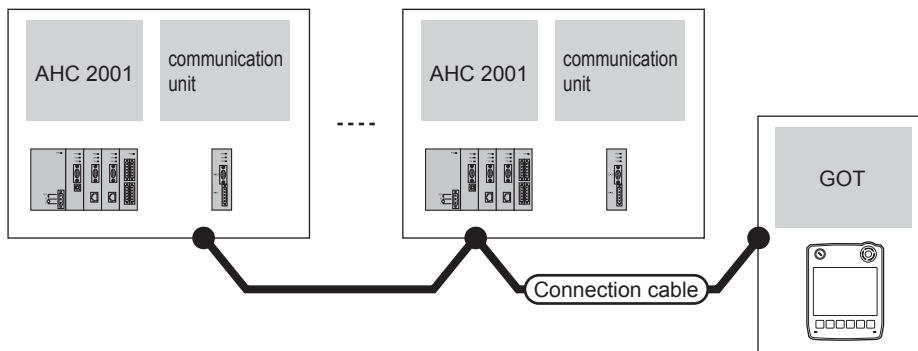 AHC 2001
communication
unit
AHC 2001
communication
unit
GOT
Connection cable